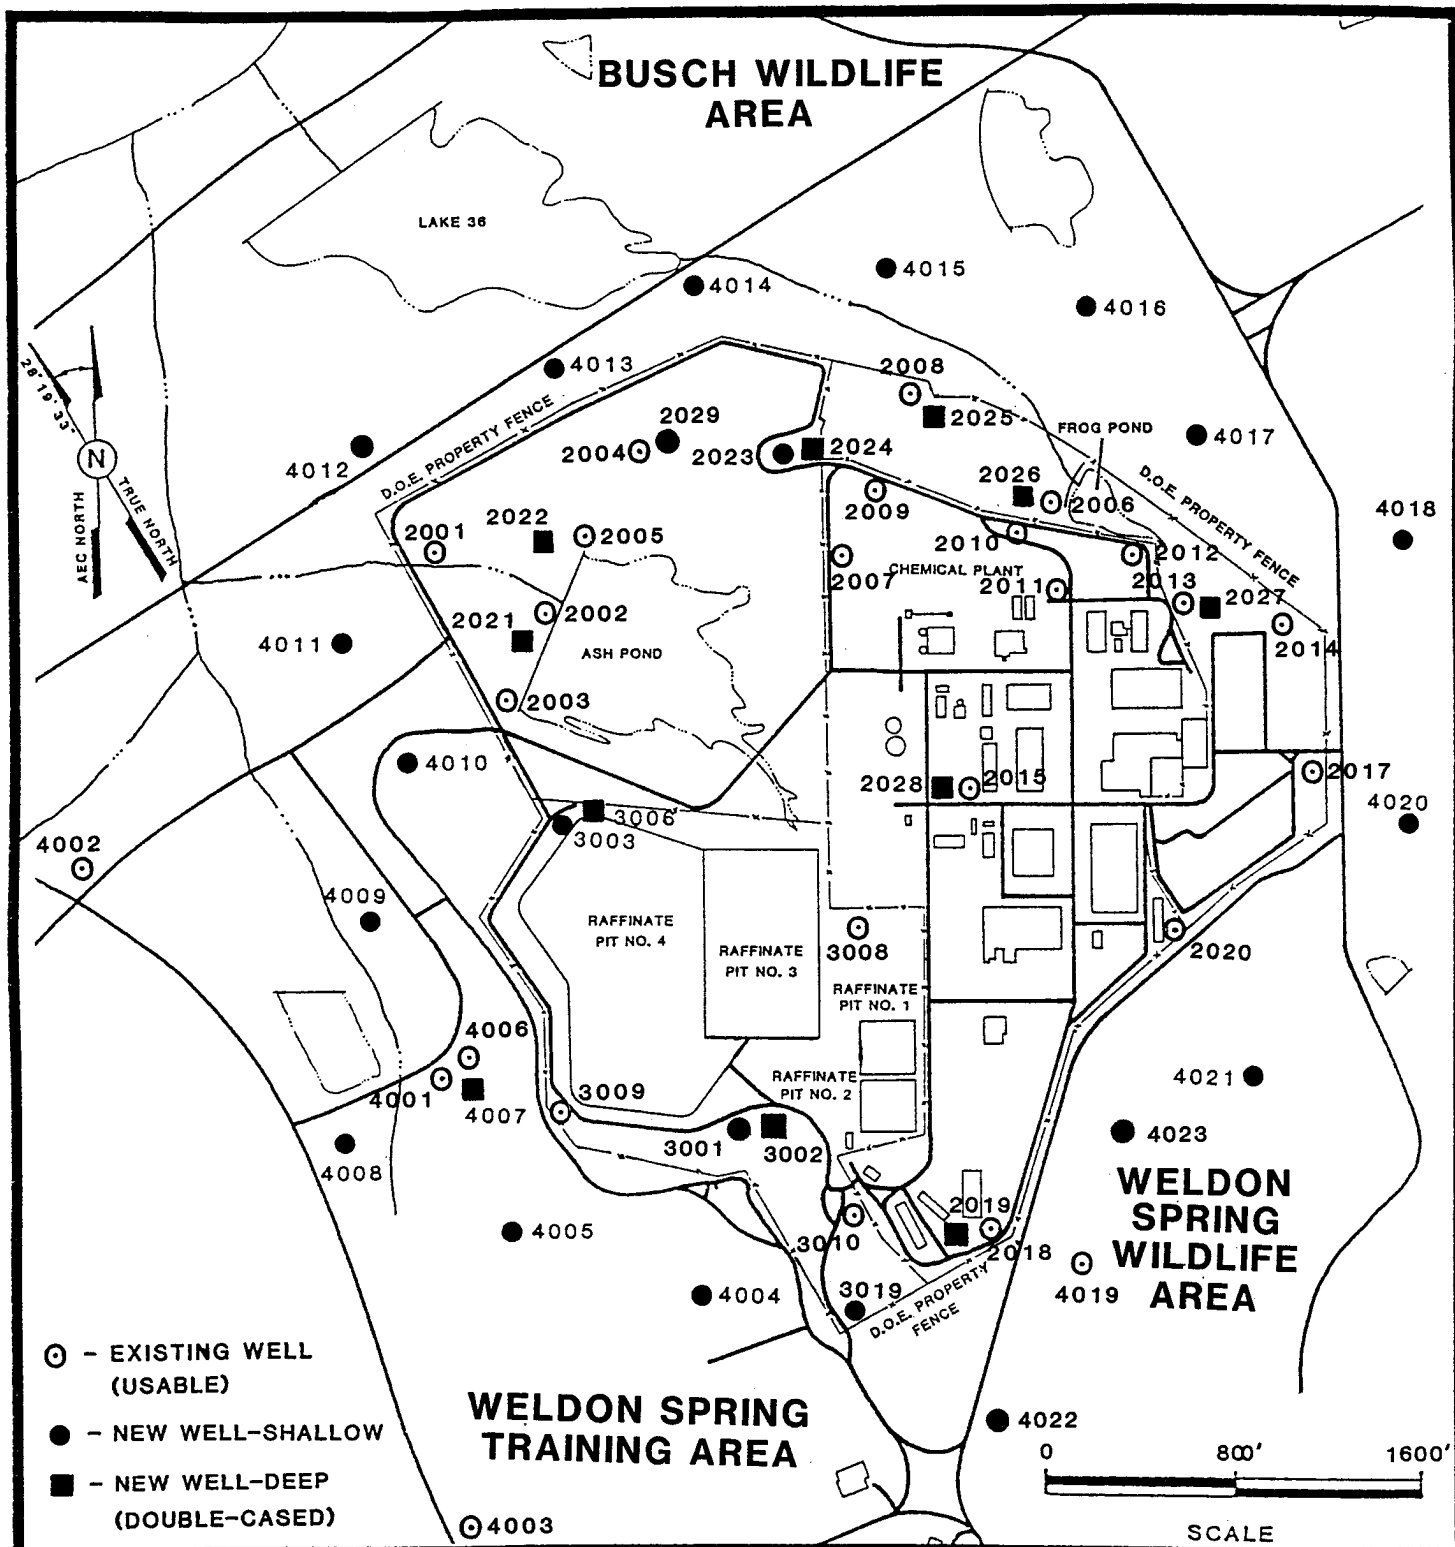 BUSCH WILDLIFE
AREA
LAKE 36
4015
4014
4016
4013
2008
2029
2025
FROG POND
4017
2004
2023
2024
4012
D.O.E. PROPERTY FENCE
28° 19' 33"
N
AEC NORTH
TRUE NORTH
2026
2006
D.O.E. PROPERTY FENCE
2009
4018
2001
2022
2005
2010
2012
2007
CHEMICAL PLANT
2011
2013
2027
2002
2021
4011
ASH POND
2014
2003
4010
2028
2015
2017
3006
3003
4020
4002
4009
RAFFINATE
PIT NO. 4
RAFFINATE
PIT NO. 3
3008
2020
RAFFINATE
PIT NO. 1
4006
4001
4007
3009
RAFFINATE
PIT NO. 2
4021
3001
3002
4023
4008
WELDON
SPRING
WILDLIFE
AREA
4005
3010
2019
2018
4019
4004
3019
D.O.E. PROPERTY
FENCE
– EXISTING WELL
(USABLE)
– NEW WELL–SHALLOW
– NEW WELL–DEEP
(DOUBLE–CASED)
WELDON SPRING
TRAINING AREA
4022
0 800' 1600'
SCALE
4003